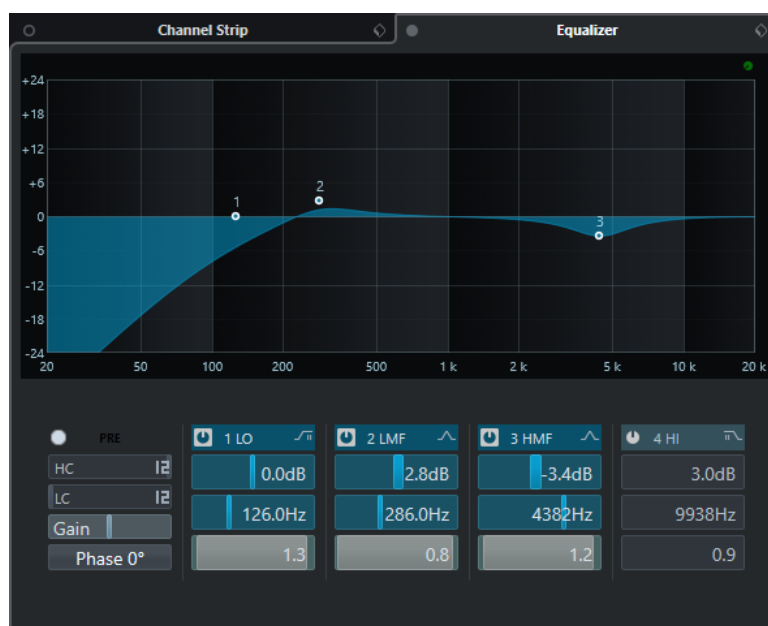 Channel Strip
Equalizer
+24
+18
+12
+6
0
-6
-12
-18
-24
1
2
3
20 50 100 200 500 1 k 2 k 5 k 10 k 20 k
PRE
HC 12
LC 12
Gain
Phase 0°
1 LO
0.0dB
126.0Hz
1.3
2 LMF
2.8dB
286.0Hz
0.8
3 HMF
-3.4dB
4382Hz
1.2
4 HI
3.0dB
9938Hz
0.9